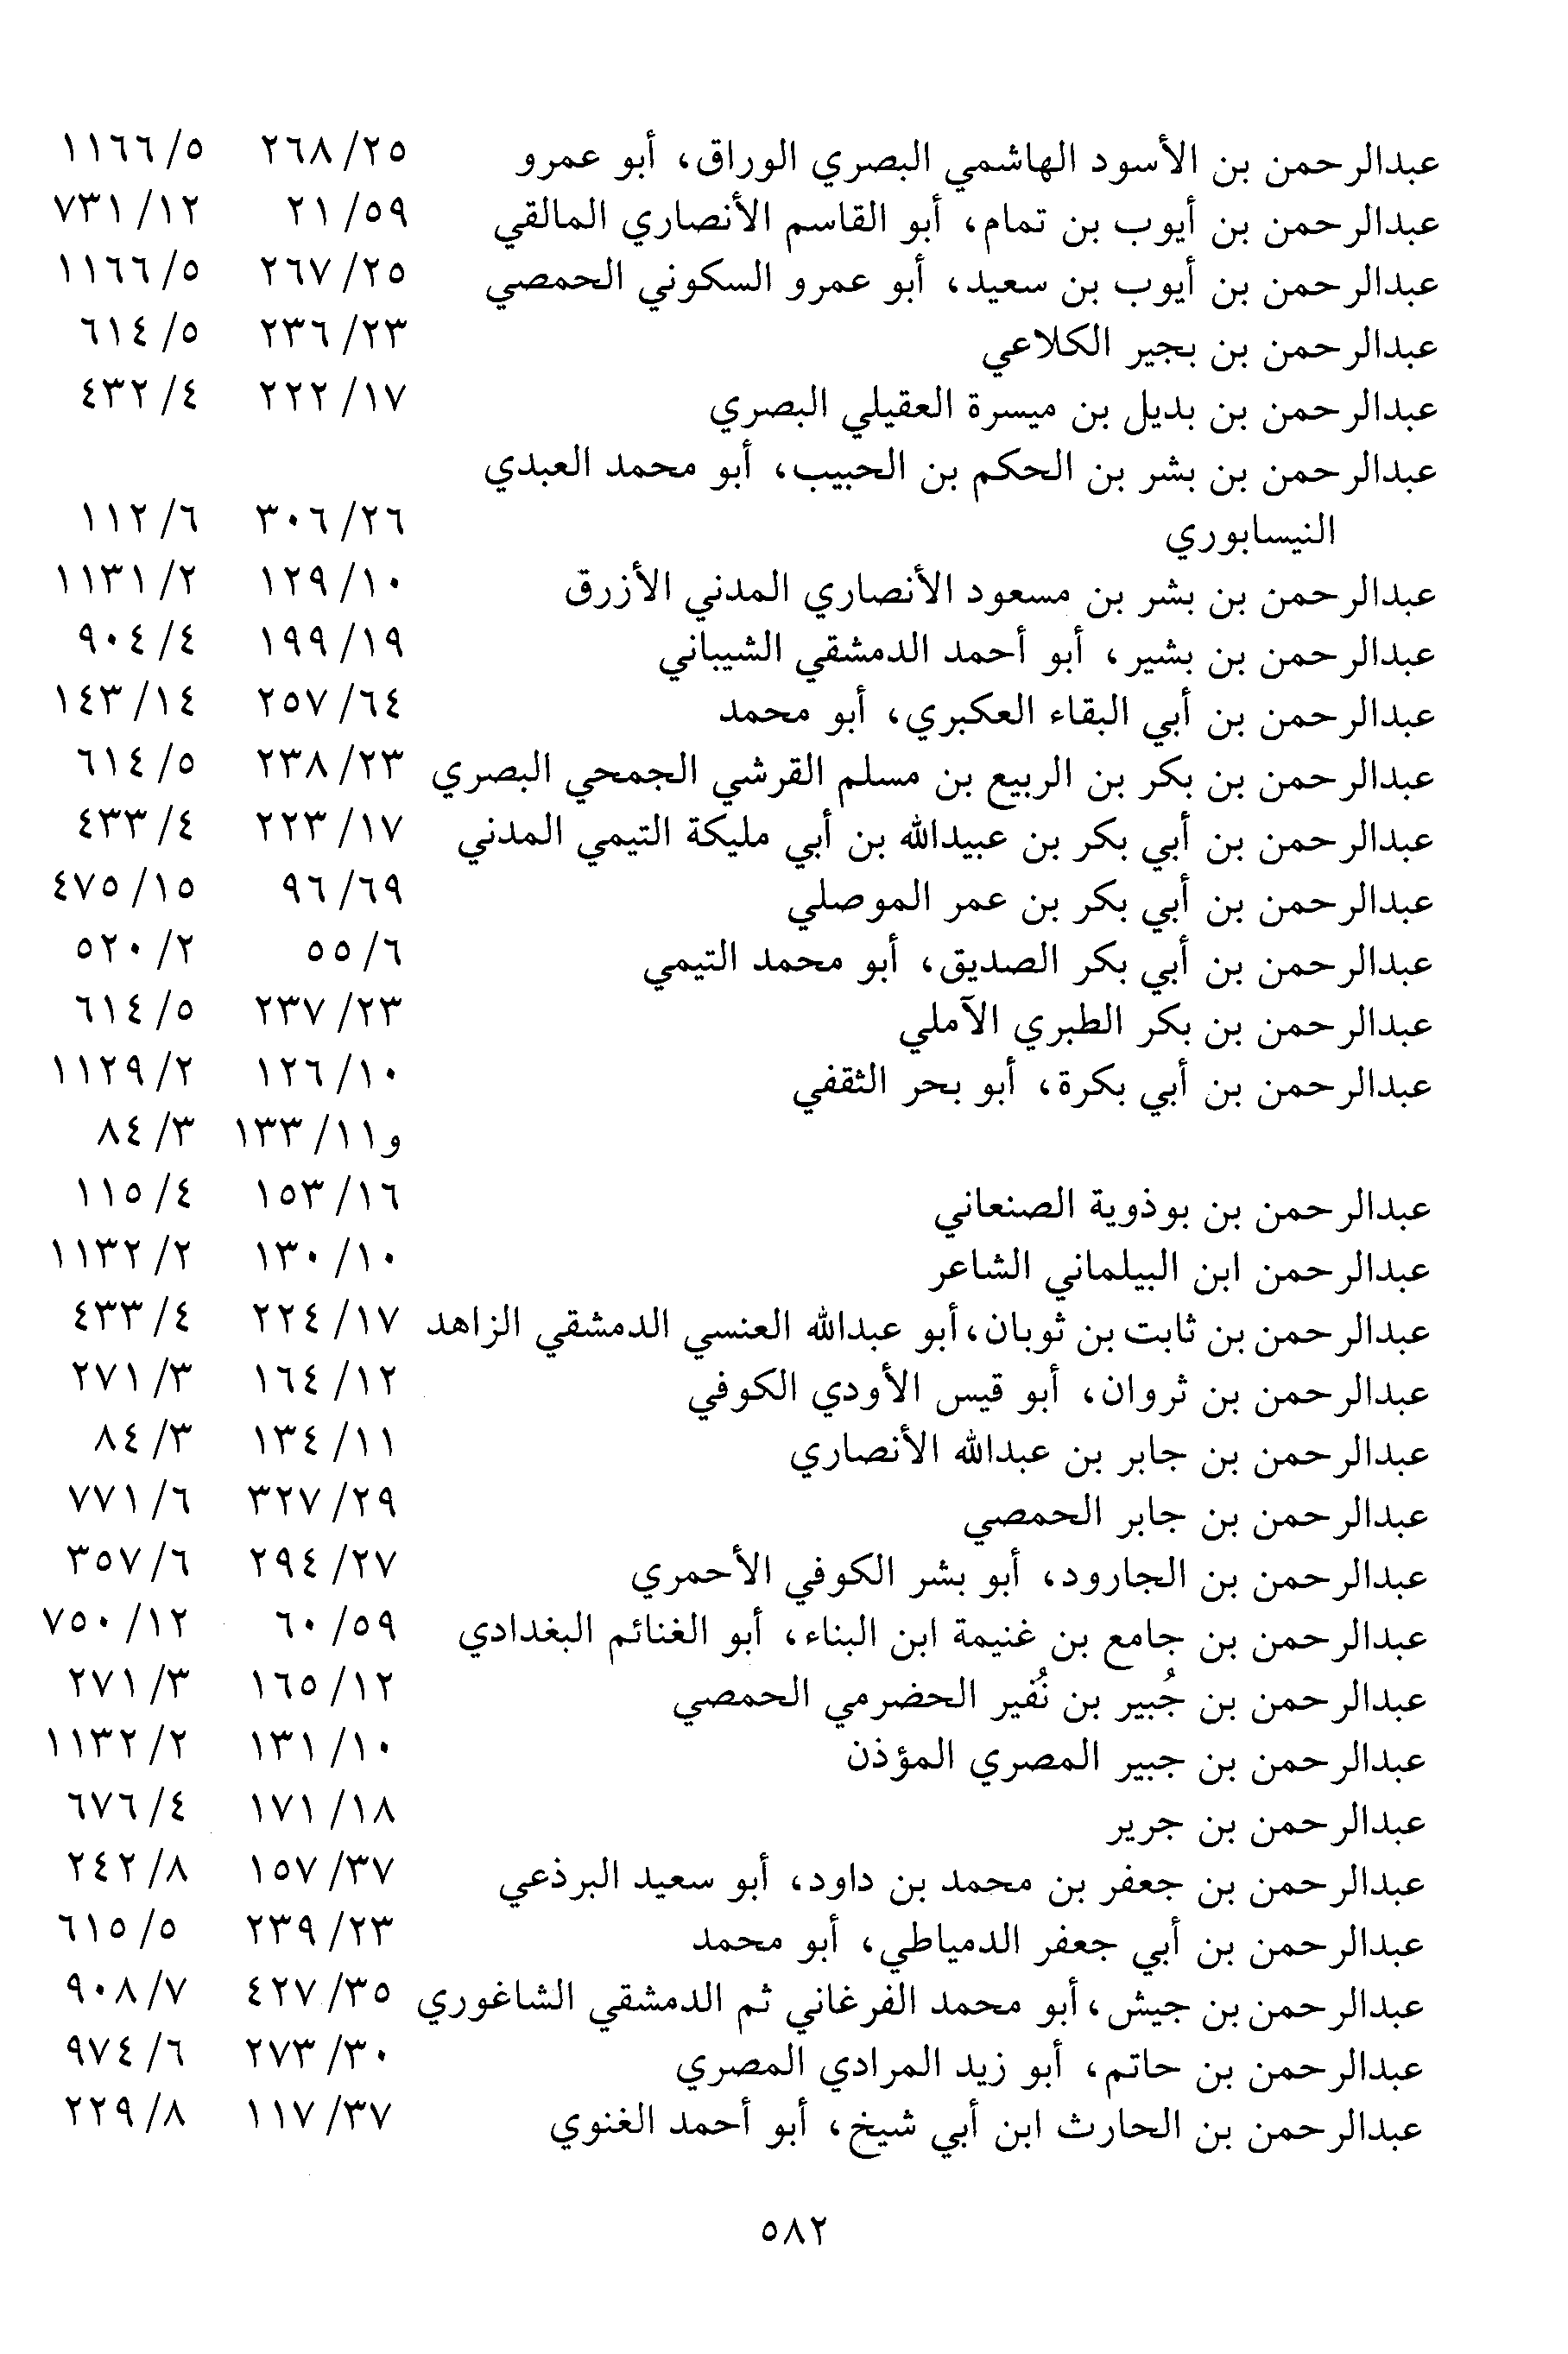 عبدالرحمن بن الأسود الهاشمي البصري الوراق، أبو عمرو ٢٥/ ٢٦٨ ٥/ ١١٦٦
عبدالرحمن بن أيوب بن تمام، أبو القاسم الأنصاري المالقي ٥٩/ ٢١ ١٢/ ٧٣١
عبدالرحمن بن أيوب بن سعيد، أبو عمرو السكوني الحمصي ٢٥/ ٢٦٧ ٥/ ١١٦٦
عبدالرحمن بن بجير الكلاعي ٢٣/ ٢٣٦ ٥/ ٦١٤
عبدالرحمن بن بديل بن ميسرة العقيلي البصري ١٧/ ٢٢٢ ٤/ ٤٣٢
عبدالرحمن بن بشر بن الحكم بن الحبيب، أبو محمد العبدي
النيسابوري ٢٦/ ٣٠٦ ٦/ ١١٢
عبدالرحمن بن بشر بن مسعود الأنصاري المدني الأزرق ١٠/ ١٢٩ ٢/ ١١٣١
عبدالرحمن بن بشير، أبو أحمد الدمشقي الشيباني ١٩/ ١٩٩ ٤/ ٩٠٤
عبدالرحمن بن أبي البقاء العكبري، أبو محمد ٦٤/ ٢٥٧ ١٤/ ١٤٣
عبدالرحمن بن بكر بن الربيع بن مسلم القرشي الجمحي البصري ٢٣/ ٢٣٨ ٥/ ٦١٤
عبدالرحمن بن أبي بكر بن عبيدالله بن أبي مليكة التيمي المدني ١٧/ ٢٢٣ ٤/ ٤٣٣
عبدالرحمن بن أبي بكر بن عمر الموصلي ٦٩/ ٩٦ ١٥/ ٤٧٥
عبدالرحمن بن أبي بكر الصديق، أبو محمد التيمي ٦/ ٥٥ ٢/ ٥٢٠
عبدالرحمن بن بكر الطبري الآملي ٢٣/ ٢٣٧ ٥/ ٦١٤
عبدالرحمن بن أبي بكرة، أبو بحر الثقفي ١٠/ ١٢٦ ٢/ ١١٢٩
و١١/ ١٣٣ ٣/ ٨٤
عبدالرحمن بن بوذوية الصنعاني ١٦/ ١٥٣ ٤/ ١١٥
عبدالرحمن ابن البيلماني الشاعر ١٠/ ١٣٠ ٢/ ١١٣٢
عبدالرحمن بن ثابت بن ثوبان، أبو عبدالله العنسي الدمشقي الزاهد ١٧/ ٢٢٤ ٤/ ٤٣٣
عبدالرحمن بن ثروان، أبو قيس الأودي الكوفي ١٢/ ١٦٤ ٣/ ٢٧١
عبدالرحمن بن جابر بن عبدالله الأنصاري ١١/ ١٣٤ ٣/ ٨٤
عبدالرحمن بن جابر الحمصي ٢٩/ ٣٢٧ ٦/ ٧٧١
عبدالرحمن بن الجارود، أبو بشر الكوفي الأحمري ٢٧/ ٢٩٤ ٦/ ٣٥٧
عبدالرحمن بن جامع بن غنيمة ابن البناء، أبو الغنائم البغدادي ٥٩/ ٦٠ ١٢/ ٧٥٠
عبدالرحمن بن جُبير بن نُفير الحضرمي الحمصي ١٢/ ١٦٥ ٣/ ٢٧١
عبدالرحمن بن جبير المصري المؤذن ١٠/ ١٣١ ٢/ ١١٣٢
عبدالرحمن بن جرير ١٨/ ١٧١ ٤/ ٦٧٦
عبدالرحمن بن جعفر بن محمد بن داود، أبو سعيد البرذعي ٣٧/ ١٥٧ ٨/ ٢٤٢
عبدالرحمن بن أبي جعفر الدمياطي، أبو محمد ٢٣/ ٢٣٩ ٥/ ٦١٥
عبدالرحمن بن جيش، أبو محمد الفرغاني ثم الدمشقي الشاغوري ٣٥/ ٤٢٧ ٧/ ٩٠٨
عبدالرحمن بن حاتم، أبو زيد المرادي المصري ٣٠/ ٢٧٣ ٦/ ٩٧٤
عبدالرحمن بن الحارث ابن أبي شيخ، أبو أحمد الغنوي ٣٧/ ١١٧ ٨/ ٢٢٩
٥٨٢